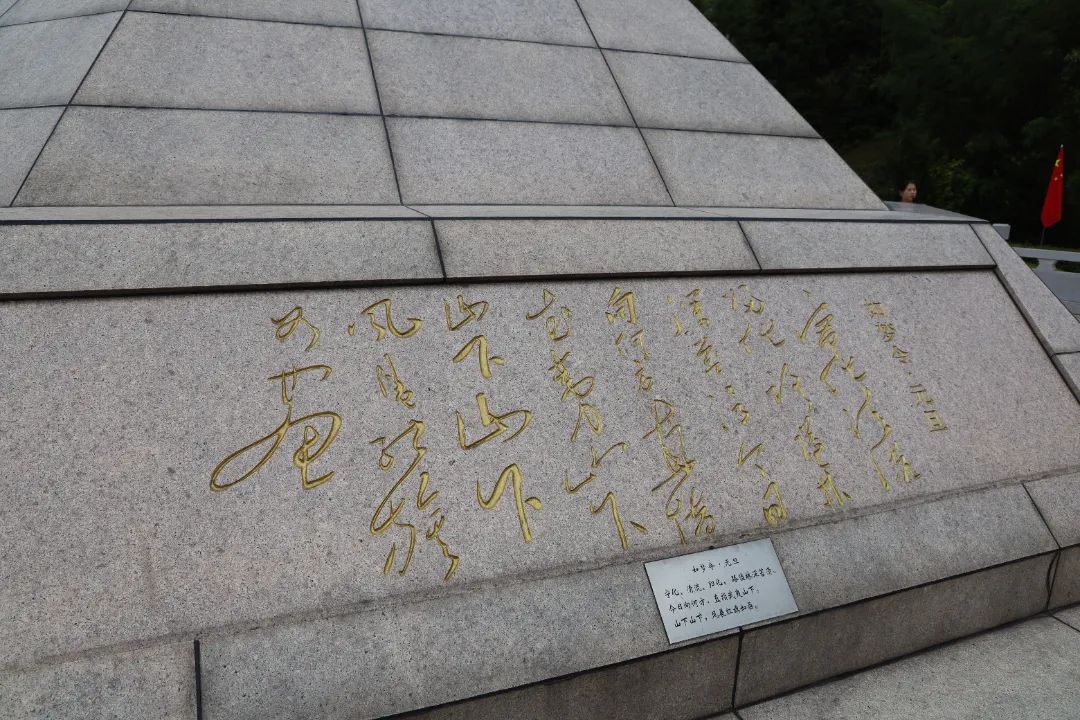 如梦令·元旦
宁化清流
归化路隘林
深苔滑今日
向何方直指
武夷山下
山下山下
风展红旗
如画
如梦令·元旦
宁化、清流、归化，路隘林深苔滑。
今日向何方，直指武夷山下。
山下山下，风展红旗如画。